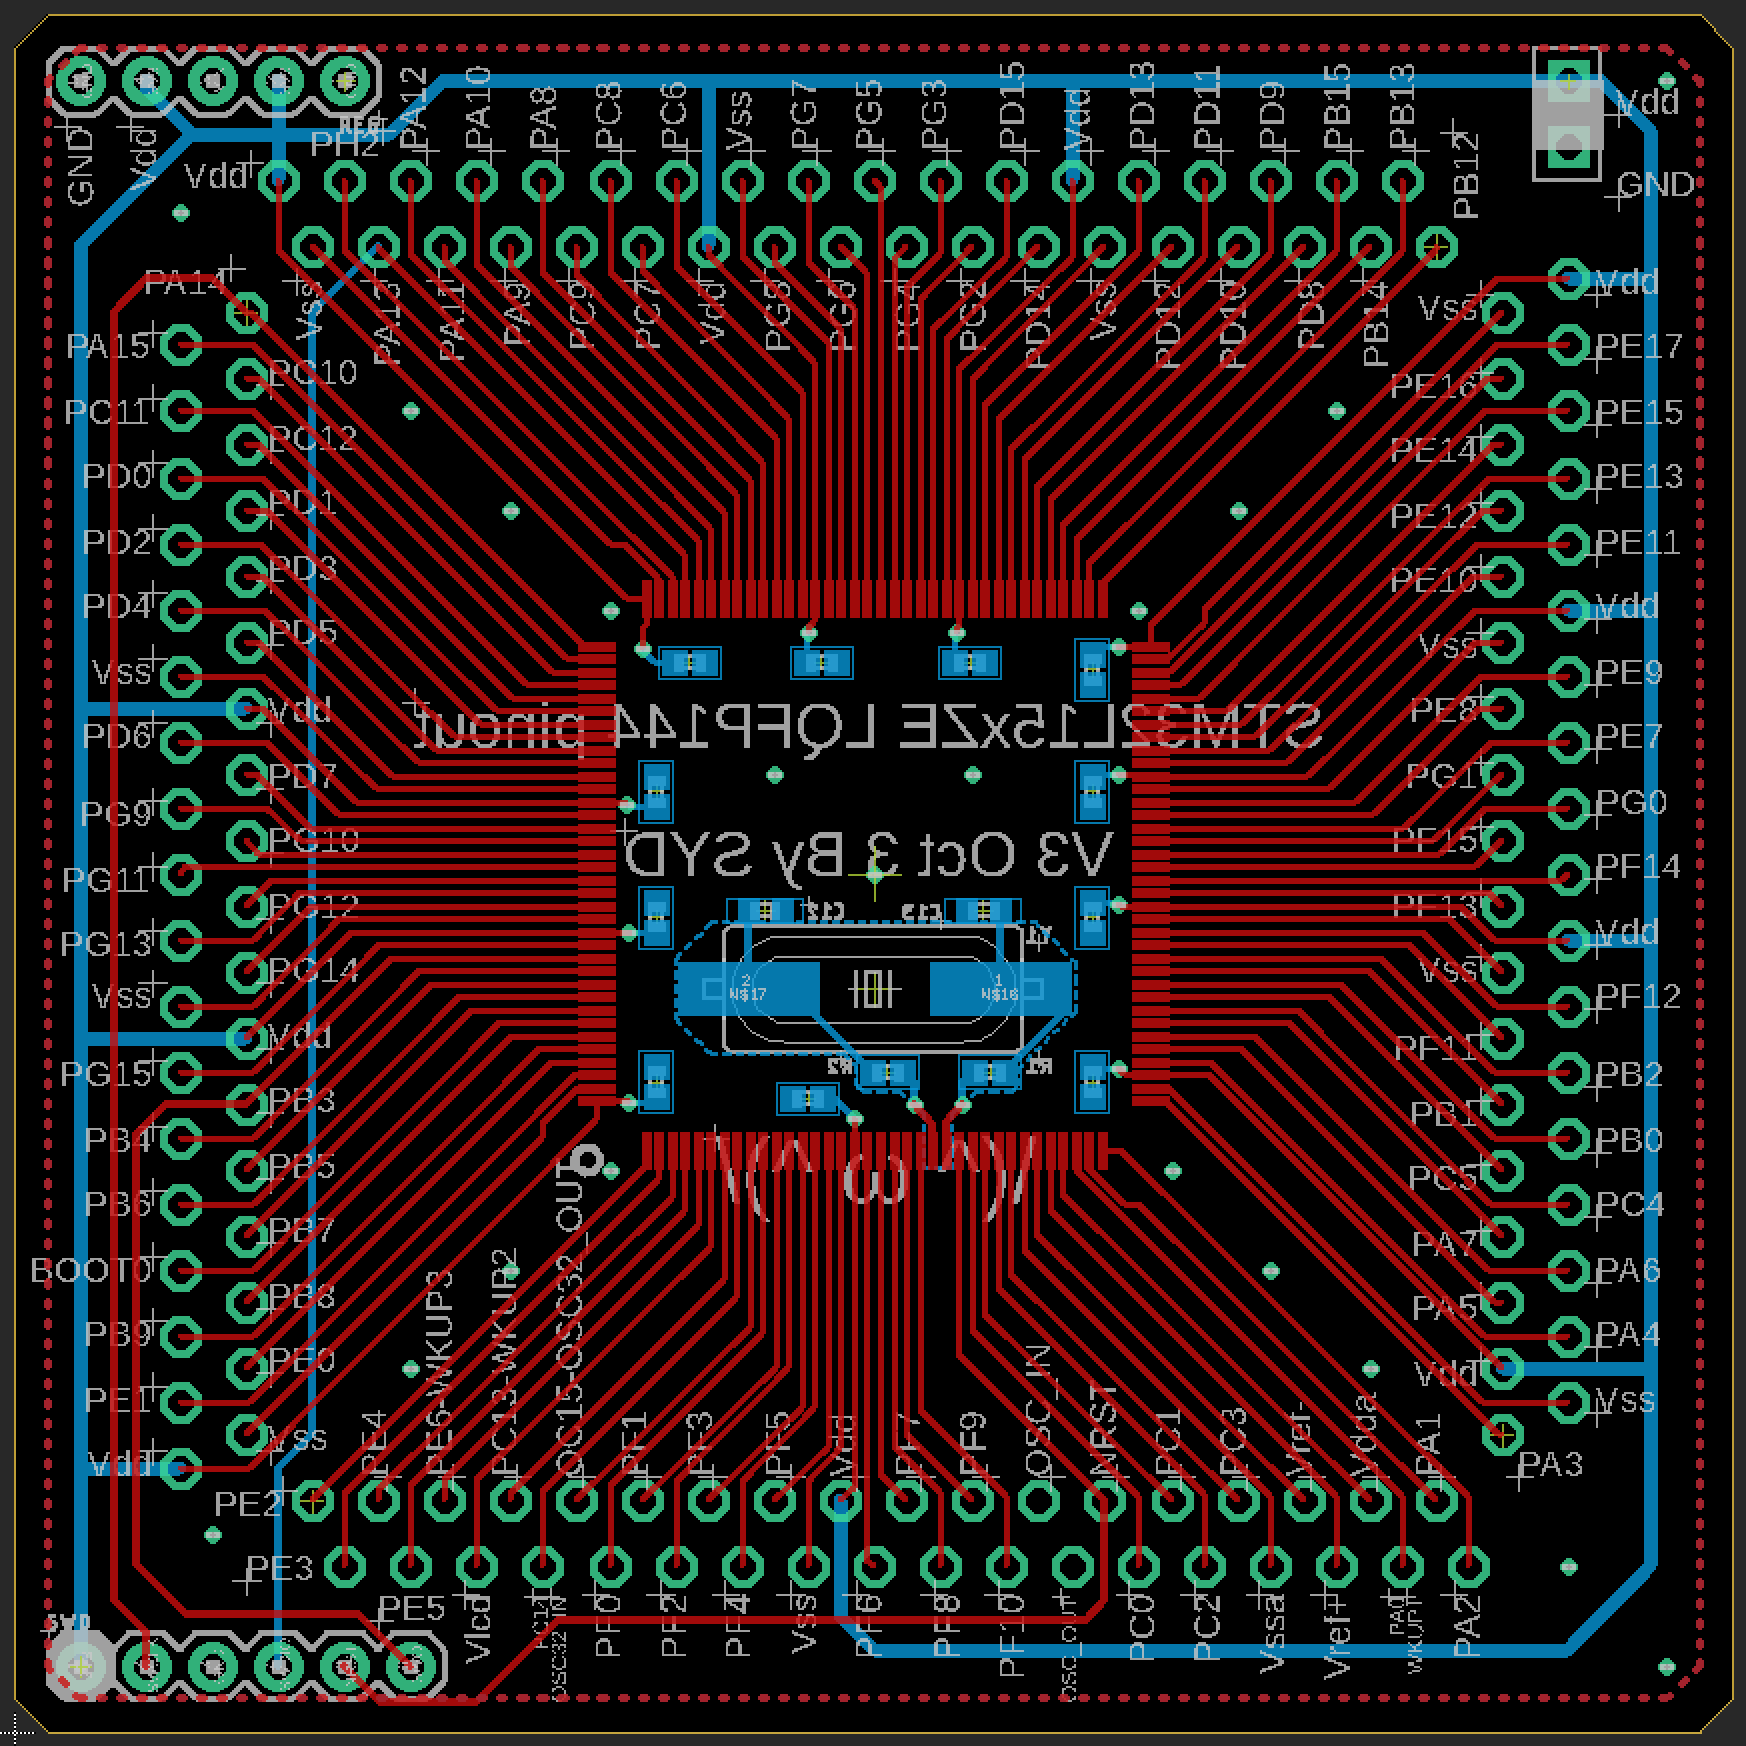 GND
Vdd
REG
PH2
PA12
PA10
PA8
PC8
PC6
Vss
PG7
PG5
PG3
PD15
Vdd
PD13
PD11
PD9
PB15
PB13
PB12
Vdd
GND
Vdd
Vss
PA13
PA11
PA9
PC9
PC7
Vdd
PG8
PG6
PG4
PG2
PD14
Vss
PD12
PD10
PD8
PB14
PA14
PA15
PC10
PC11
PC12
PD0
PD1
PD2
PD3
PD4
PD5
Vss
Vdd
PD6
PD7
PG9
PG10
PG11
PG12
PG13
PG14
Vss
Vdd
PG15
PB3
PB4
PB5
PB6
PB7
BOOT0
PB8
PB9
PE0
PE1
Vss
Vdd
STM32L15xZE LQFP144 pinout
V3 Oct 3 By SYD
C12
C13
2
N$17
1
N$16
R2
R1
\( ω )/
Vdd
Vss
PE17
PE16
PE15
PE14
PE13
PE12
PE11
PE10
Vdd
Vss
PE9
PE8
PE7
PG1
PG0
PF15
PF14
PF13
Vdd
Vss
PF12
PF11
PB2
PB1
PB0
PC5
PC4
PA7
PA6
PA5
PA4
Vdd
Vss
PA3
PE2
PE4
PE6-WKUP3
PC13-WKUP2
PC15-OSC32_OUT
PF1
PF3
PF5
Vdd
PF7
PF9
OSC_IN
NRST
PC1
PC3
Vref-
Vdda
PA1
PE3
PE5
Vlcd
PC14
OSC32_IN
PF0
PF2
PF4
Vss
PF6
PF8
PF10
OSC_OUT
PC0
PC2
Vssa
Vref+
PA0
WKUP1
PA2
SWD